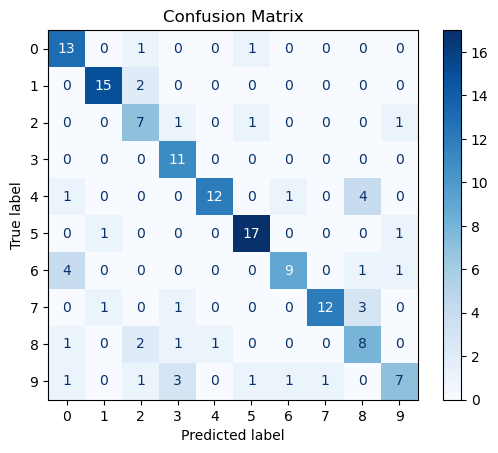 Confusion Matrix
0 13 0 1 0 0 1 0 0 0 0
1 0 15 2 0 0 0 0 0 0 0
2 0 0 7 1 0 1 0 0 0 1
3 0 0 0 11 0 0 0 0 0 0
4 1 0 0 0 12 0 1 0 4 0
5 0 1 0 0 0 17 0 0 0 1
6 4 0 0 0 0 0 9 0 1 1
7 0 1 0 1 0 0 0 12 3 0
8 1 0 2 1 1 0 0 0 8 0
9 1 0 1 3 0 1 1 1 0 7
0 1 2 3 4 5 6 7 8 9
Predicted label
True label
16
14
12
10
8
6
4
2
0